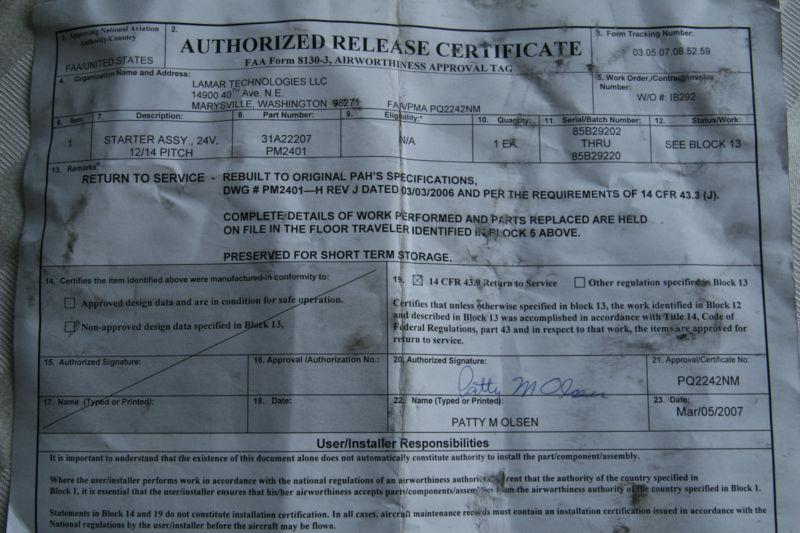 1. Approving National Aviation
Authority/Country
FAA/UNITED STATES
2.
AUTHORIZED RELEASE CERTIFICATE
FAA Form 8130-3, AIRWORTHINESS APPROVAL TAG
3. Form Tracking Number:
03.05.07.08.52.59
4. Organization Name and Address:
LAMAR TECHNOLOGIES LLC
14900 40TH Ave. N.E.
MARYSVILLE, WASHINGTON 98271 FAA/PMA PQ2242NM
5. Work Order,/Contract/Invoice
Number:
W/O #: IB292
6. Item:
1
7. Description:
STARTER ASSY., 24V.
12/14 PITCH
8. Part Number:
31A22207
PM2401
9. Eligibility:*
N/A
10. Quantity:
1 EA.
11. Serial/Batch Number:
85B29202
THRU
85B29220
12. Status/Work:
SEE BLOCK 13
13. Remarks*
RETURN TO SERVICE - REBUILT TO ORIGINAL PAH'S SPECIFICATIONS,
DWG # PM2401—H REV J DATED 03/03/2006 AND PER THE REQUIREMENTS OF 14 CFR 43.3 (J).
COMPLETE DETAILS OF WORK PERFORMED AND PARTS REPLACED ARE HELD
ON FILE IN THE FLOOR TRAVELER IDENTIFIED IN BLOCK 5 ABOVE.
PRESERVED FOR SHORT TERM STORAGE.
14. Certifies the item identified above were manufactured in conformity to:
Approved design data and are in condition for safe operation.
Non-approved design data specified in Block 13,
19. ☒ 14 CFR 43.9 Return to Service ☐ Other regulation specified in Block 13
Certifies that unless otherwise specified in block 13, the work identified in Block 12
and described in Block 13 was accomplished in accordance with Title 14, Code of
Federal Regulations, part 43 and in respect to that work, the items are approved for
return to service.
15. Authorized Signature:
16. Approval /Authorization No.:
20. Authorized Signature:
Patty M Olsen
21. Approval/Certificate No:
PQ2242NM
17. Name (Typed or Printed):
18. Date:
22. Name (Typed or Printed):
PATTY M OLSEN
23. Date:
Mar/05/2007
User/Installer Responsibilities
It is important to understand that the existence of this document alone does not automatically constitute authority to install the part/component/assembly.
Where the user/installer performs work in accordance with the national regulations of an airworthiness that the authority of the country specified in
Block 1, it is essential that the user/installer ensures that his/her airworthiness accepts parts/components/assemblies from the airworthiness authority of the country specified in Block 1.
Statements in Block 14 and 19 do not constitute installation certification. In all cases, aircraft maintenance records must contain an installation certification issued in accordance with the
National regulations by the user/installer before the aircraft may be flown.